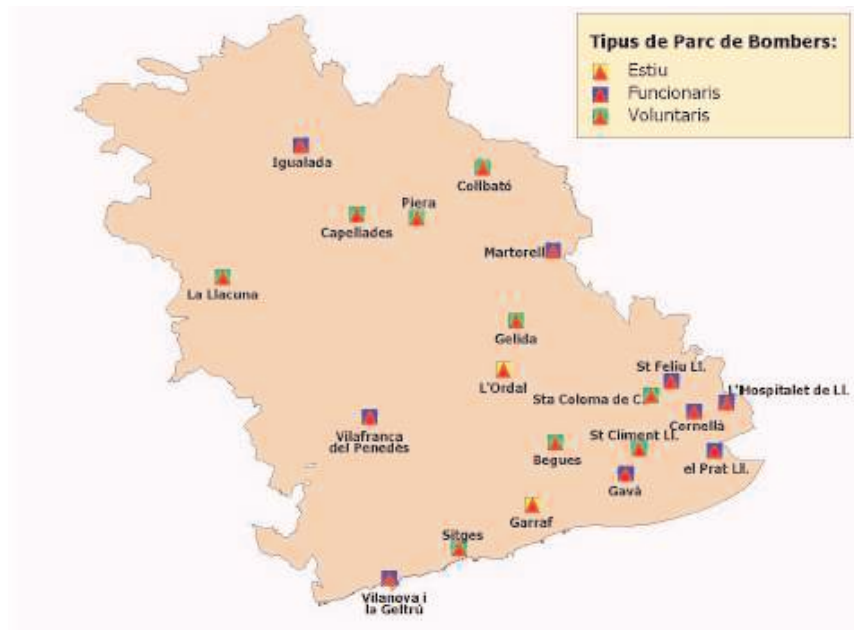 Tipus de Parc de Bombers:
Estiu
Funcionaris
Voluntaris
Igualada
Collbató
Piera
Capellades
Martorell
La Llacuna
Gelida
St Feliu Ll.
L'Ordal
L'Hospitalet de Ll.
Sta Coloma de C.
Cornellà
Vilafranca
del Penedès
St Climent Ll.
Begues
el Prat Ll.
Gavà
Garraf
Sitges
Vilanova i
la Geltrú